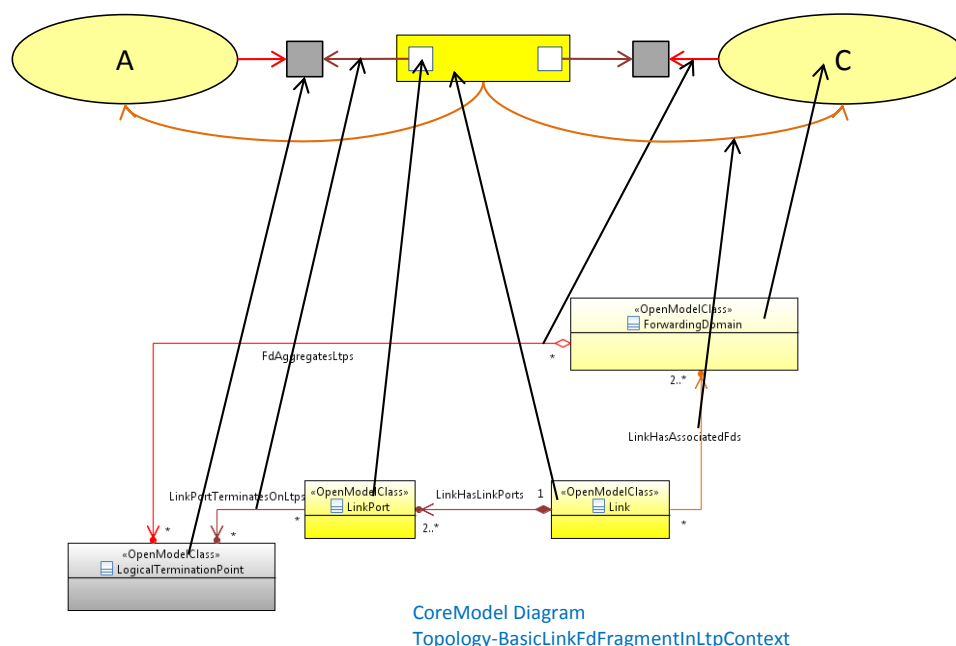 A
C
«OpenModelClass»
ForwardingDomain
*
FdAggregatesLtps
2..*
LinkHasAssociatedFds
LinkPortTerminatesOnLtps
«OpenModelClass»
LinkPort
*
LinkHasLinkPorts
1
2..*
«OpenModelClass»
Link
*
*
*
«OpenModelClass»
LogicalTerminationPoint
CoreModel Diagram
Topology-BasicLinkFdFragmentInLtpContext